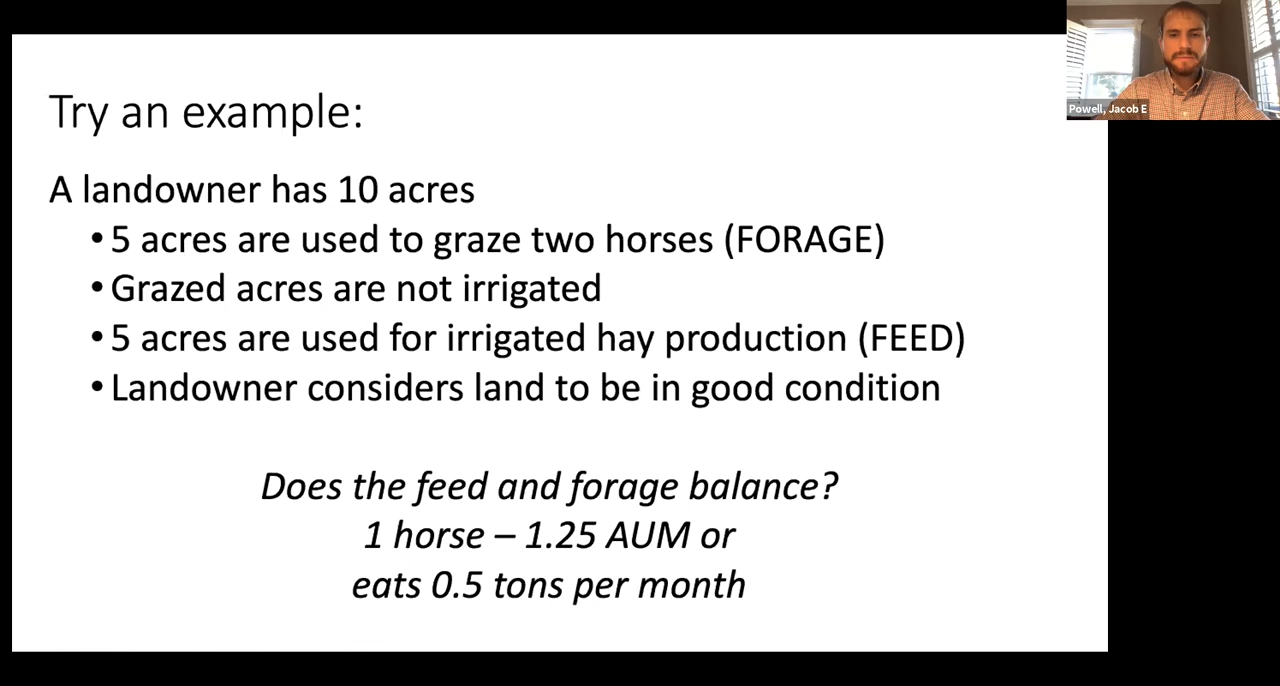 Try an example:
A landowner has 10 acres
• 5 acres are used to graze two horses (FORAGE)
• Grazed acres are not irrigated
• 5 acres are used for irrigated hay production (FEED)
• Landowner considers land to be in good condition
Does the feed and forage balance?
1 horse – 1.25 AUM or
eats 0.5 tons per month
Powell, Jacob E